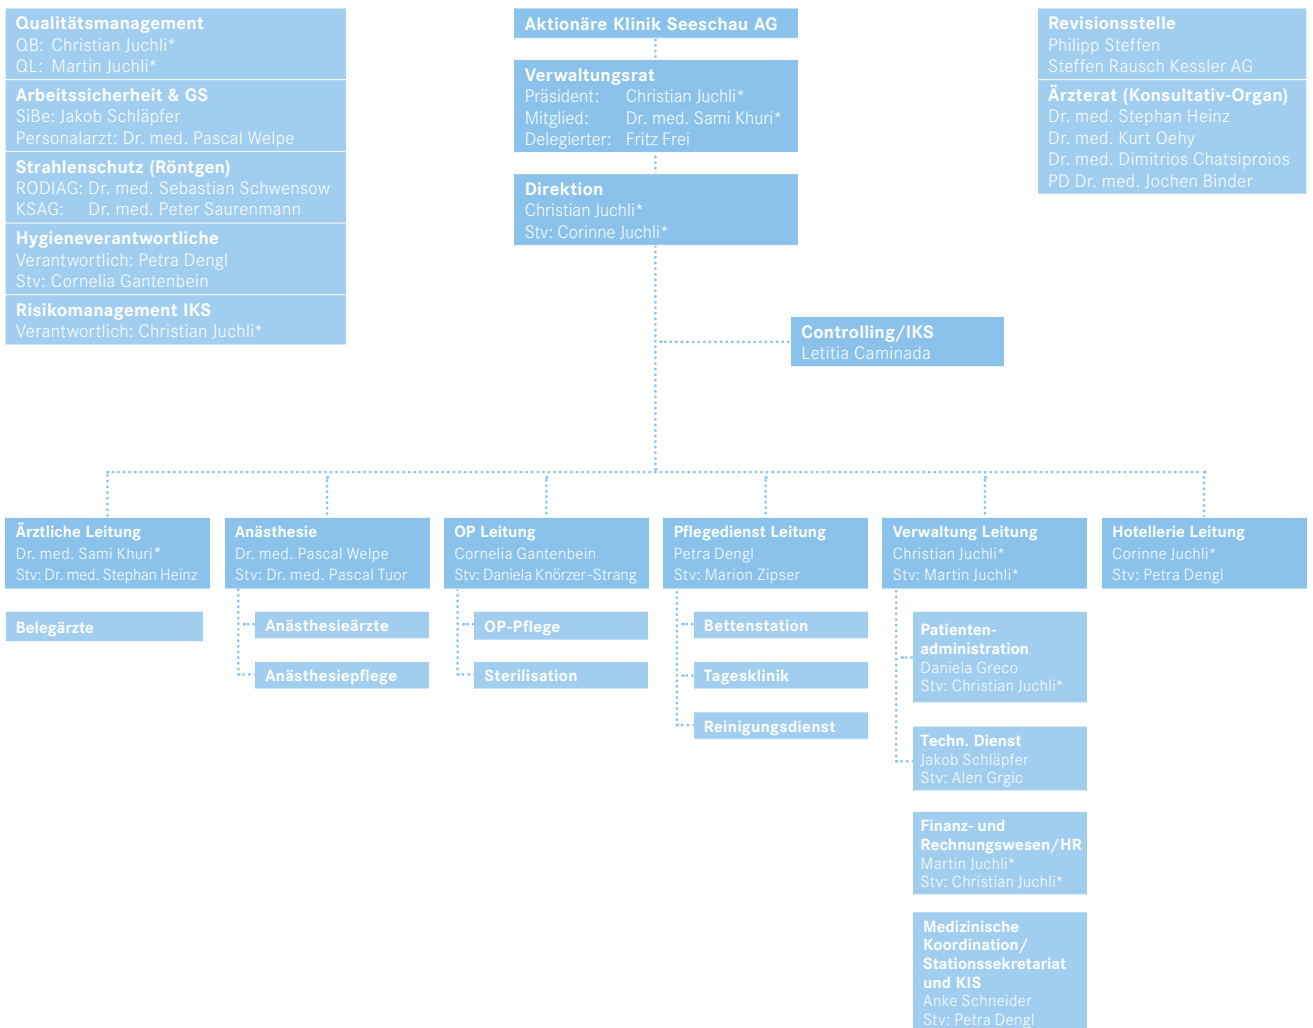 Qualitätsmanagement
QB: Christian Juchli*
QL: Martin Juchli*
Arbeitssicherheit & GS
SiBe: Jakob Schläpfer
Personalarzt: Dr. med. Pascal Welpe
Strahlenschutz (Röntgen)
RODIAG: Dr. med. Sebastian Schwensow
KSAG: Dr. med. Peter Saurenmann
Hygieneverantwortliche
Verantwortlich: Petra Dengl
Stv: Cornelia Gantenbein
Risikomanagement IKS
Verantwortlich: Christian Juchli*
Aktionäre Klinik Seeschau AG
Verwaltungsrat
Präsident: Christian Juchli*
Mitglied: Dr. med. Sami Khuri*
Delegierter: Fritz Frei
Direktion
Christian Juchli*
Stv: Corinne Juchli*
Revisionsstelle
Philipp Steffen
Steffen Rausch Kessler AG
Ärzterat (Konsultativ-Organ)
Dr. med. Stephan Heinz
Dr. med. Kurt Oehy
Dr. med. Dimitrios Chatsiproios
PD Dr. med. Jochen Binder
Controlling/IKS
Letitia Caminada
Ärztliche Leitung
Dr. med. Sami Khuri*
Stv: Dr. med. Stephan Heinz
Belegärzte
Anästhesie
Dr. med. Pascal Welpe
Stv: Dr. med. Pascal Tuor
Anästhesieärzte
Anästhesiepflege
OP Leitung
Cornelia Gantenbein
Stv: Daniela Knörzer-Strang
OP-Pflege
Sterilisation
Pflegedienst Leitung
Petra Dengl
Stv: Marion Zipser
Bettenstation
Tagesklinik
Reinigungsdienst
Verwaltung Leitung
Christian Juchli*
Stv: Martin Juchli*
Patienten-
administration
Daniela Greco
Stv: Christian Juchli*
Techn. Dienst
Jakob Schläpfer
Stv: Alen Grgic
Finanz- und
Rechnungswesen/HR
Martin Juchli*
Stv: Christian Juchli*
Medizinische
Koordination/
Stationssekretariat
und KIS
Anke Schneider
Stv: Petra Dengl
Hotellerie Leitung
Corinne Juchli*
Stv: Petra Dengl